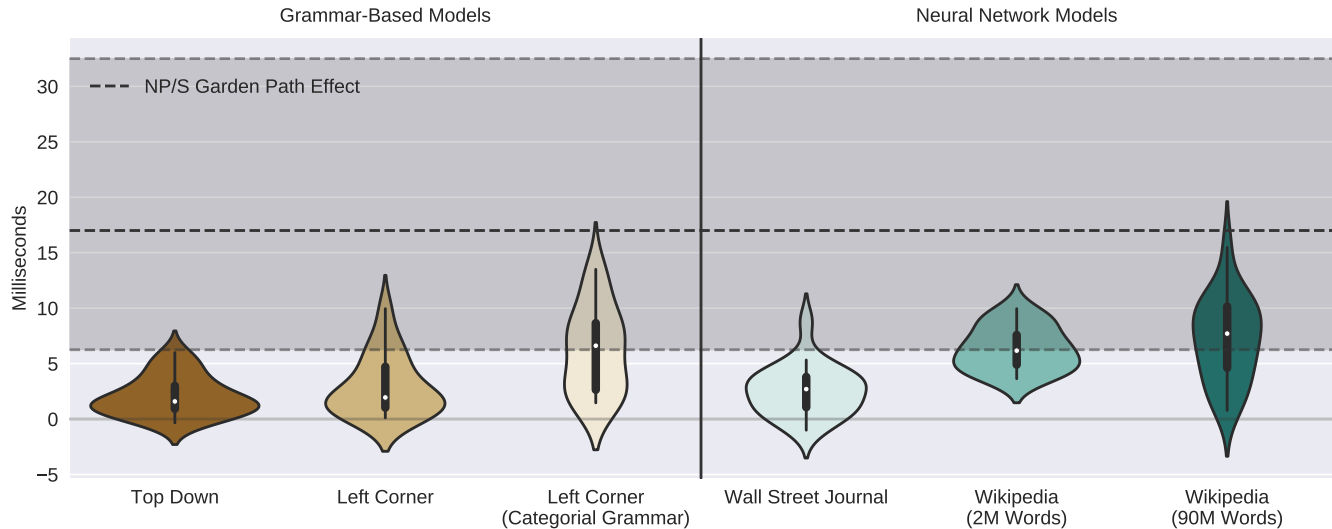 Grammar-Based Models
Neural Network Models
NP/S Garden Path Effect
Milliseconds
30
25
20
15
10
5
0
−5
Top Down
Left Corner
Left Corner
(Categorial Grammar)
Wall Street Journal
Wikipedia
(2M Words)
Wikipedia
(90M Words)